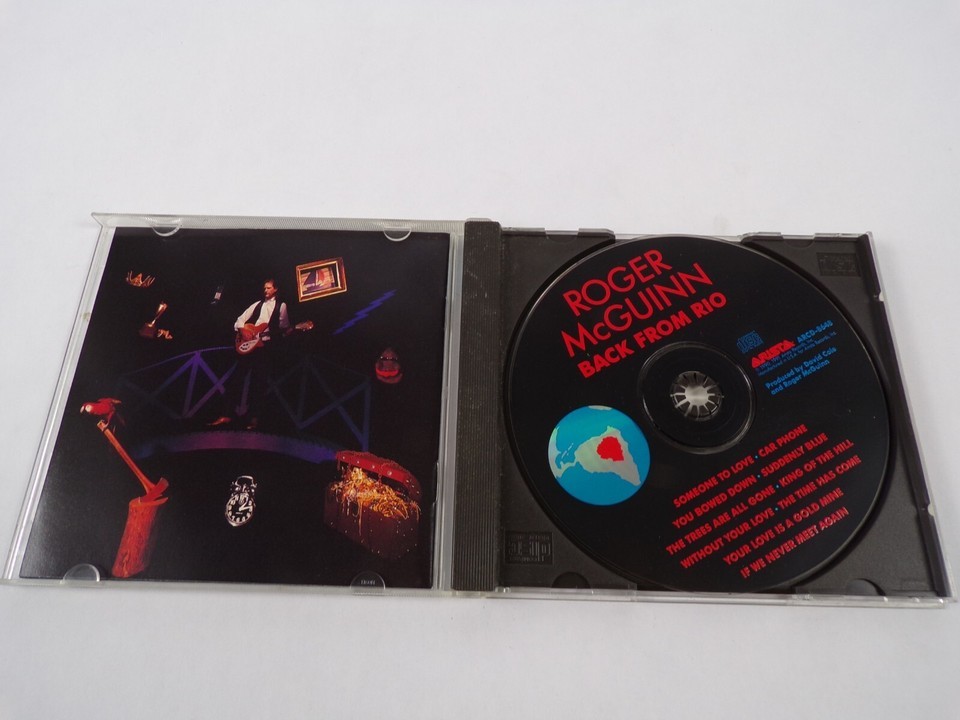 ROGER
McGUINN
BACK FROM RIO
ARISTA ARCD-8648
Produced by David Cole
and Roger McGuinn
SOMEONE TO LOVE • CAR PHONE
YOU BOWED DOWN • SUDDENLY BLUE
THE TREES ARE ALL GONE • KING OF THE HILL
WITHOUT YOUR LOVE • THE TIME HAS COME
YOUR LOVE IS A GOLD MINE
IF WE NEVER MEET AGAIN